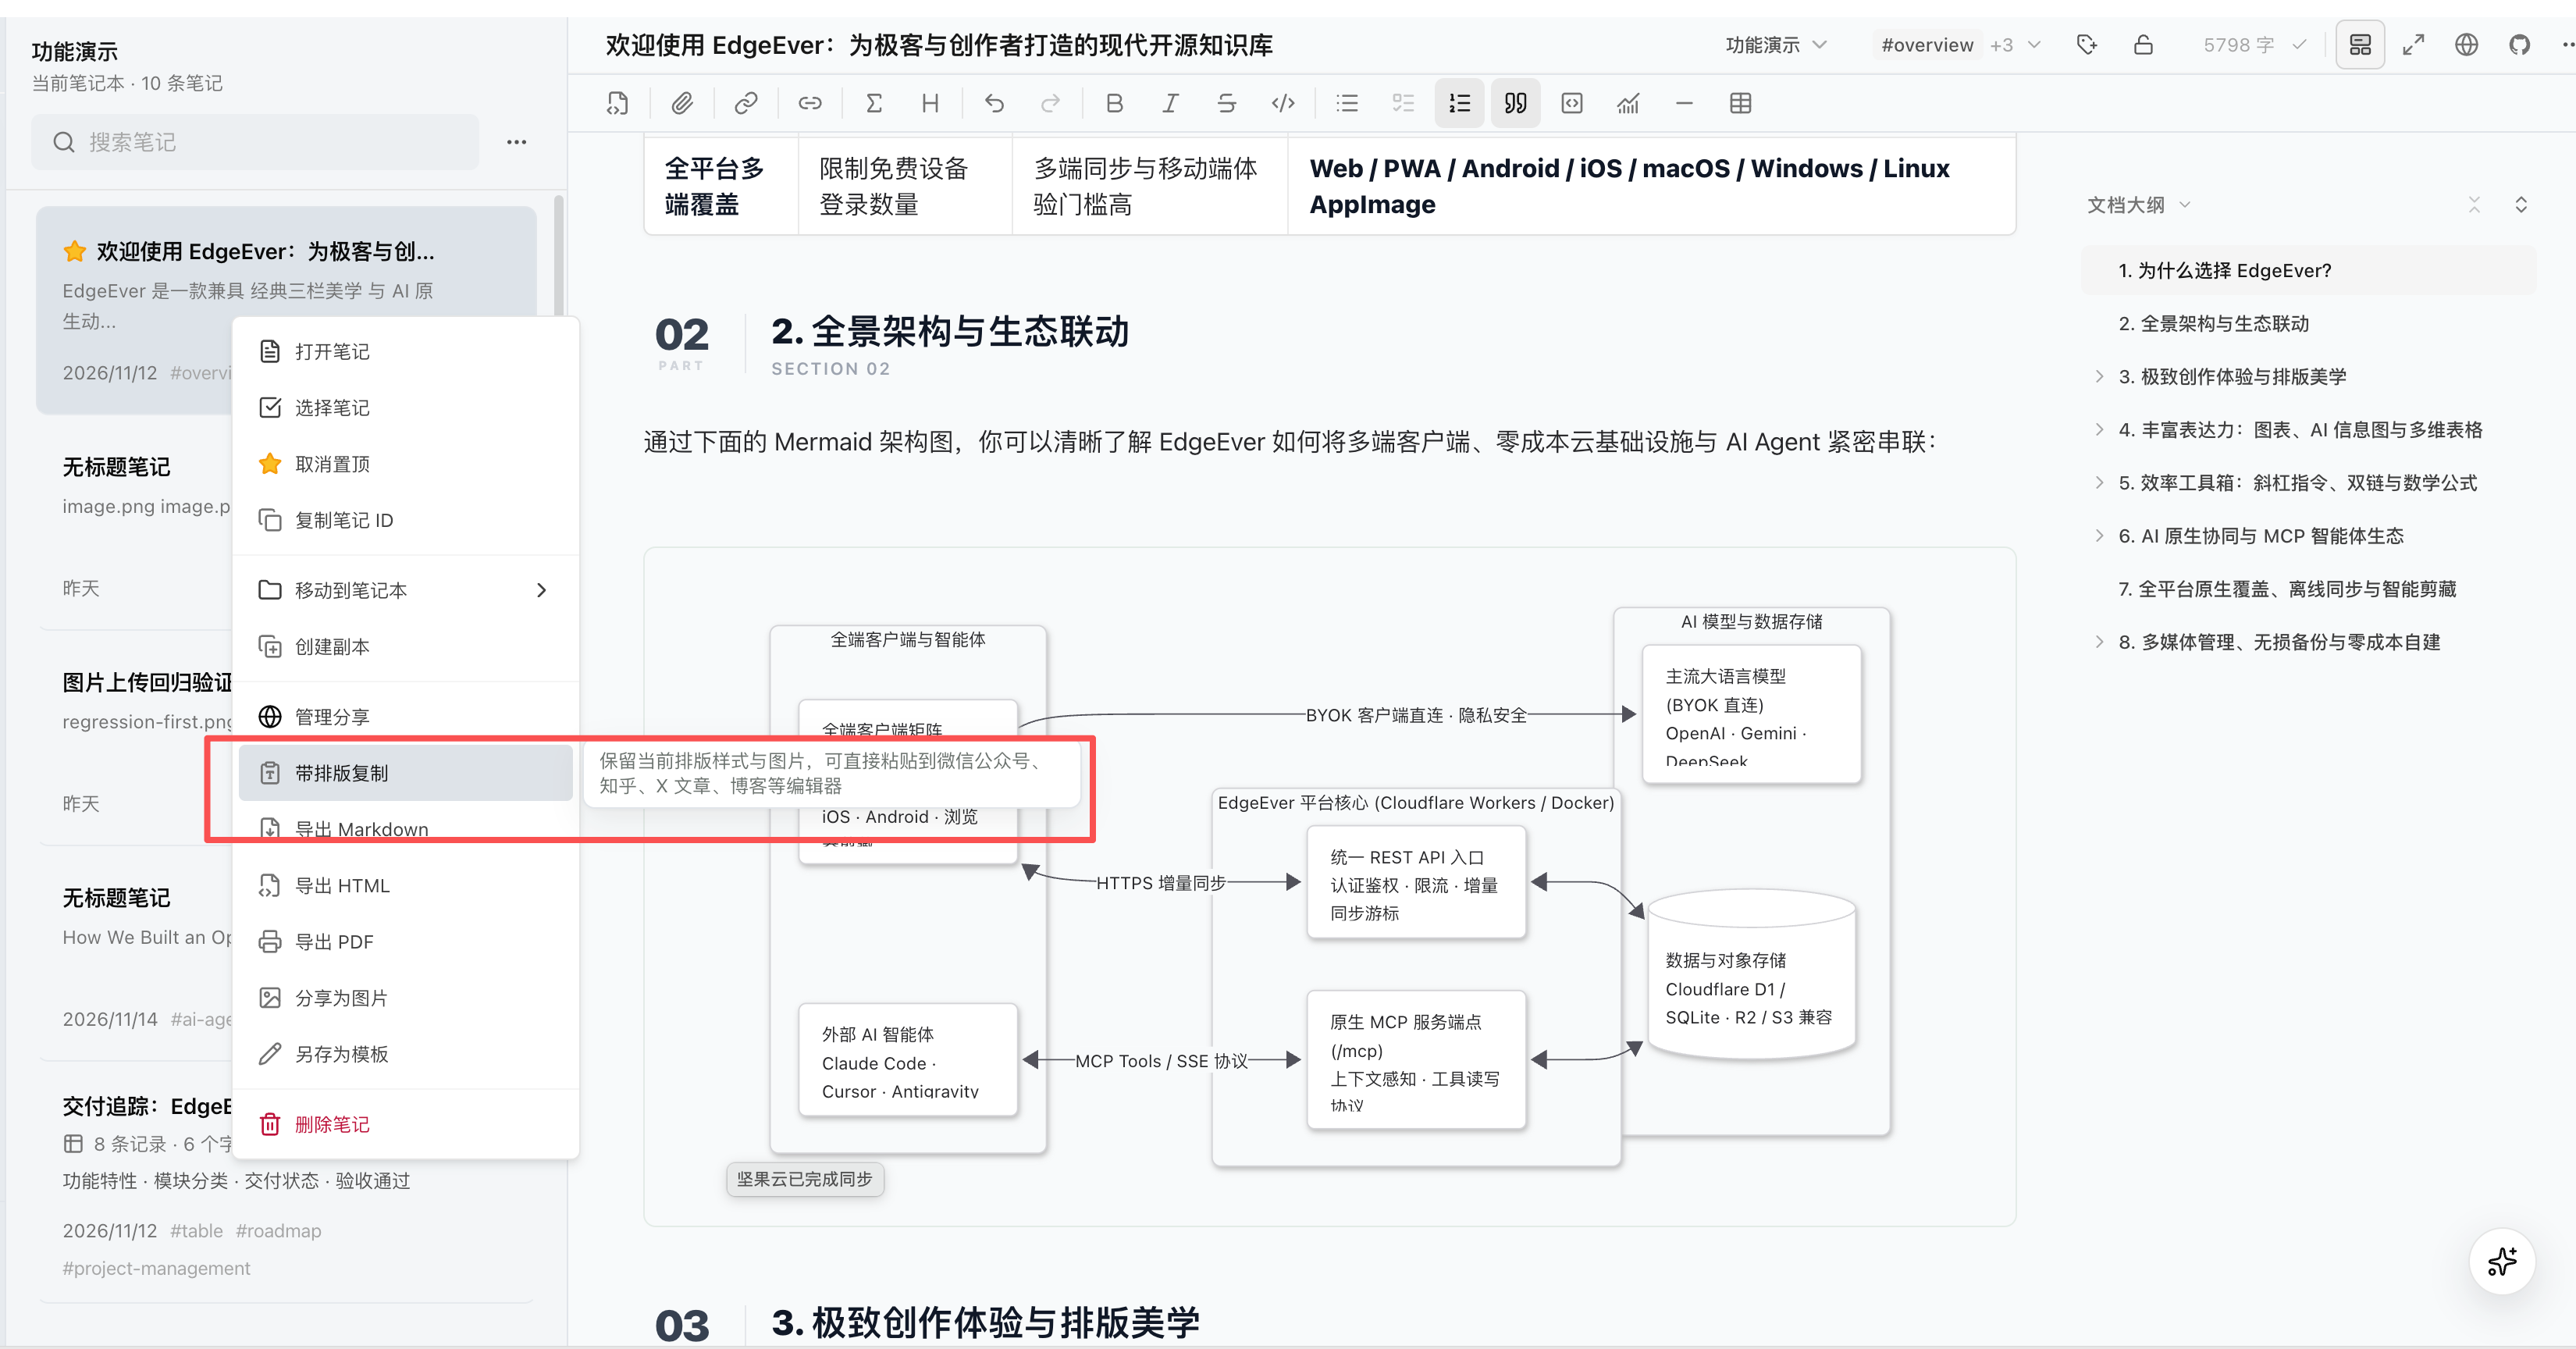 功能演示
当前笔记本 · 10 条笔记
搜索笔记
欢迎使用 EdgeEver：为极客与创...
EdgeEver 是一款兼具 经典三栏美学 与 AI 原
生动...
2026/11/12 #overvi
无标题笔记
image.png image.p
昨天
图片上传回归验证
regression-first.png
昨天
无标题笔记
How We Built an Op
2026/11/14 #ai-age
交付追踪：EdgeE
8 条记录 · 6 个字
功能特性 · 模块分类 · 交付状态 · 验收通过
2026/11/12 #table #roadmap
#project-management
打开笔记
选择笔记
取消置顶
复制笔记 ID
移动到笔记本
创建副本
管理分享
带排版复制
导出 Markdown
导出 HTML
导出 PDF
分享为图片
另存为模板
删除笔记
保留当前排版样式与图片，可直接粘贴到微信公众号、
知乎、X 文章、博客等编辑器
欢迎使用 EdgeEver：为极客与创作者打造的现代开源知识库
功能演示
#overview +3
5798 字
全平台多
端覆盖
限制免费设备
登录数量
多端同步与移动端体
验门槛高
Web / PWA / Android / iOS / macOS / Windows / Linux
AppImage
02
PART
2. 全景架构与生态联动
SECTION 02
通过下面的 Mermaid 架构图，你可以清晰了解 EdgeEver 如何将多端客户端、零成本云基础设施与 AI Agent 紧密串联：
全端客户端与智能体
全端客户端矩阵
iOS · Android · 浏览
外部 AI 智能体
Claude Code ·
Cursor · Antigravity
BYOK 客户端直连 · 隐私安全
HTTPS 增量同步
MCP Tools / SSE 协议
EdgeEver 平台核心 (Cloudflare Workers / Docker)
统一 REST API 入口
认证鉴权 · 限流 · 增量
同步游标
原生 MCP 服务端点
(/mcp)
上下文感知 · 工具读写
协议
AI 模型与数据存储
主流大语言模型
(BYOK 直连)
OpenAI · Gemini ·
DeepSeek
数据与对象存储
Cloudflare D1 /
SQLite · R2 / S3 兼容
坚果云已完成同步
03
3. 极致创作体验与排版美学
文档大纲
1. 为什么选择 EdgeEver?
2. 全景架构与生态联动
3. 极致创作体验与排版美学
4. 丰富表达力：图表、AI 信息图与多维表格
5. 效率工具箱：斜杠指令、双链与数学公式
6. AI 原生协同与 MCP 智能体生态
7. 全平台原生覆盖、离线同步与智能剪藏
8. 多媒体管理、无损备份与零成本自建